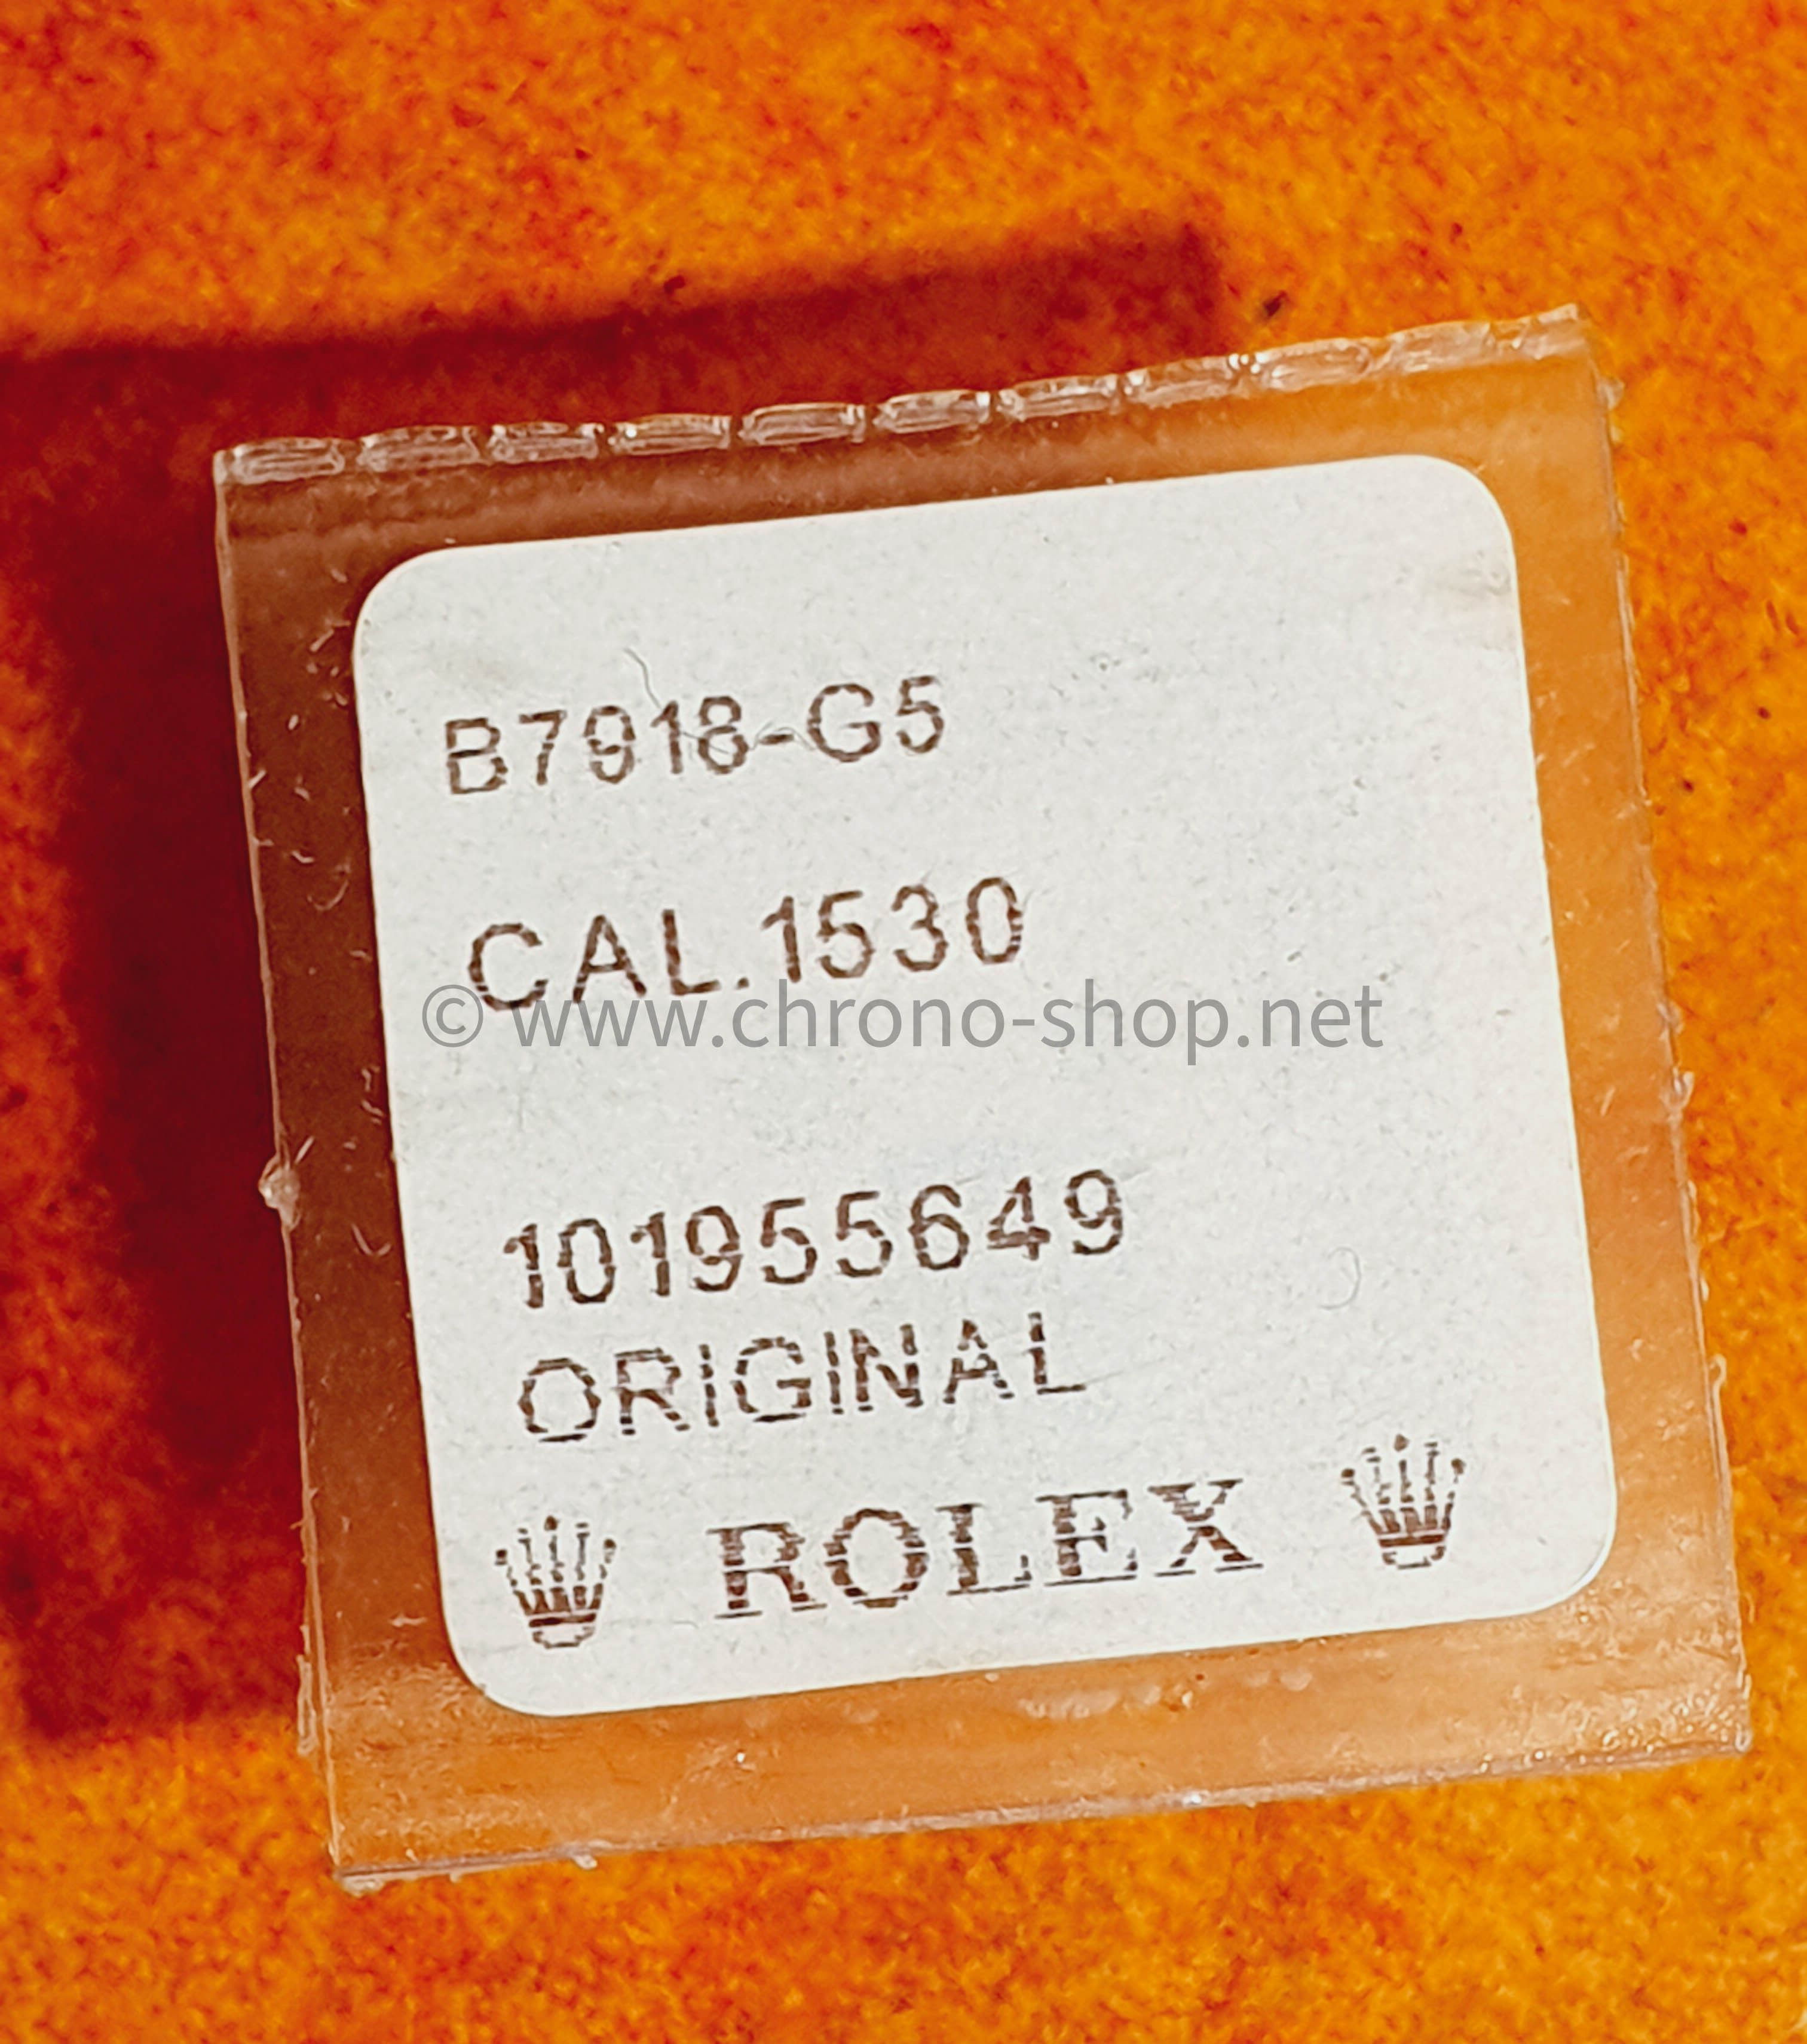 B7918-G5
CAL.1530
© www.chrono-shop.net
101955649
ORIGINAL
ROLEX